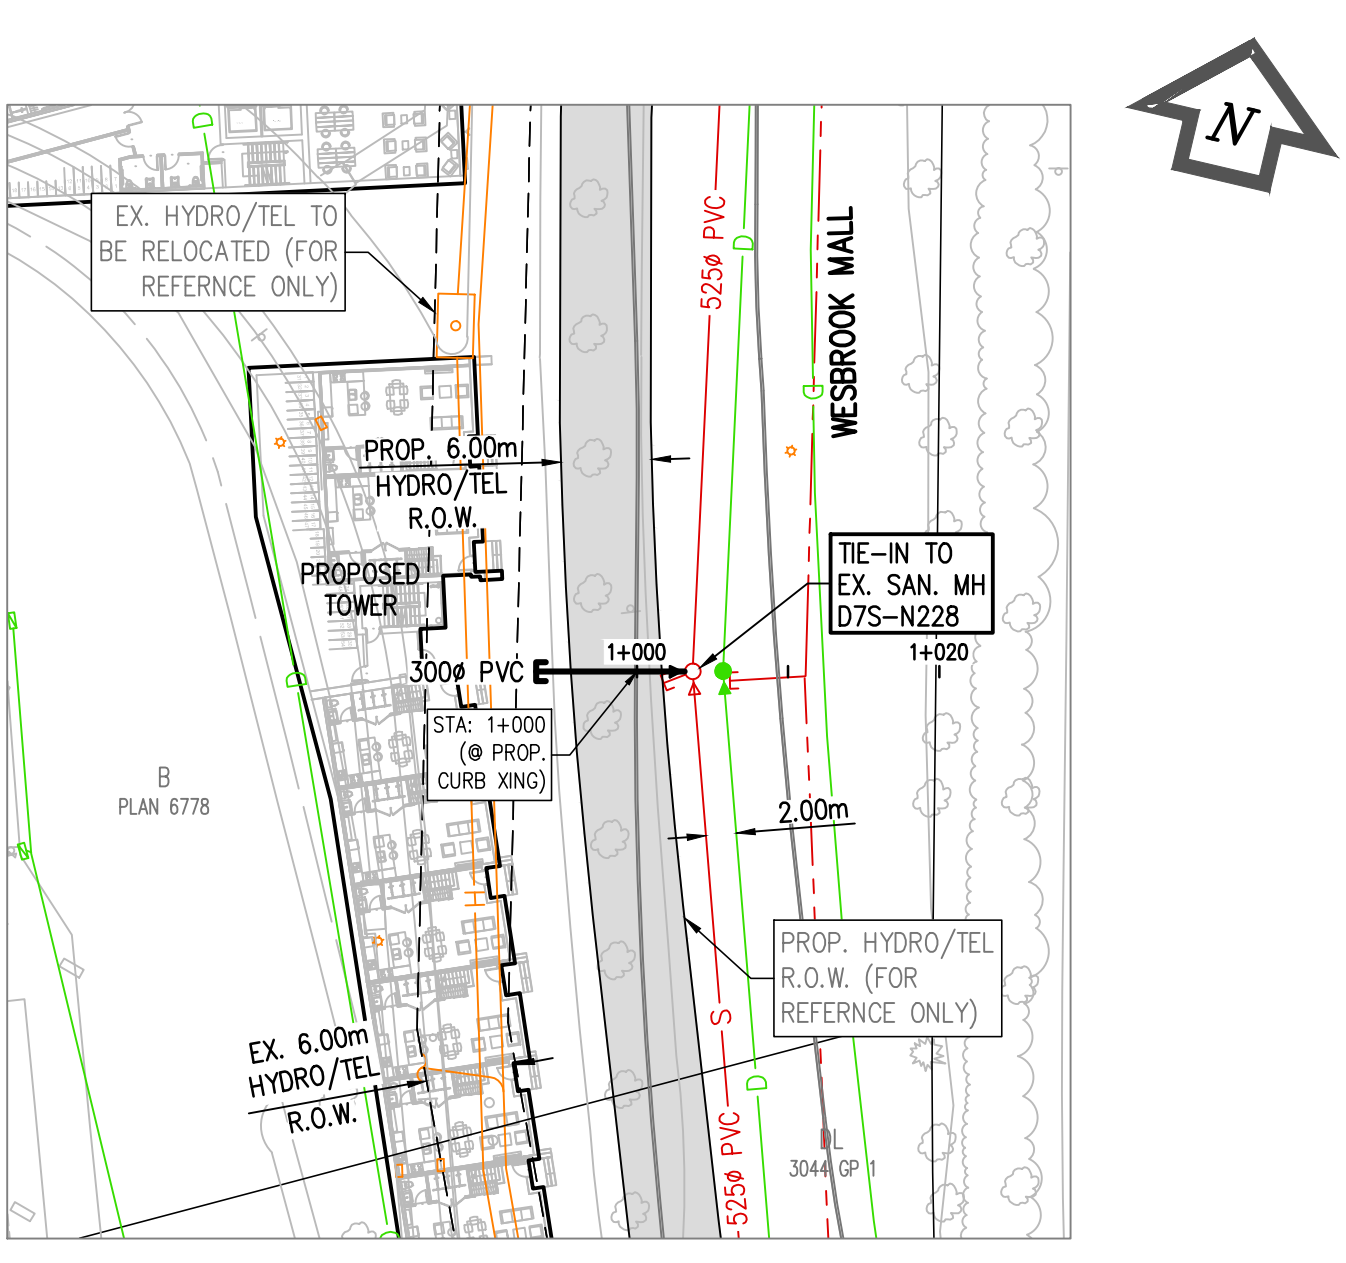 N
D
EX. HYDRO/TEL TO
BE RELOCATED (FOR
REFERNCE ONLY)
525ø PVC
D
WESBROOK MALL
D
PROP. 6.00m
HYDRO/TEL
R.O.W.
PROPOSED
TOWER
TIE-IN TO
EX. SAN. MH
D7S-N228
1+000
1+020
300ø PVC
D
STA: 1+000
(@ PROP.
CURB XING)
B
PLAN 6778
2.00m
H
PROP. HYDRO/TEL
R.O.W. (FOR
REFERNCE ONLY)
S
EX. 6.00m
HYDRO/TEL
R.O.W.
D
525ø PVC
DL
3044 GP 1